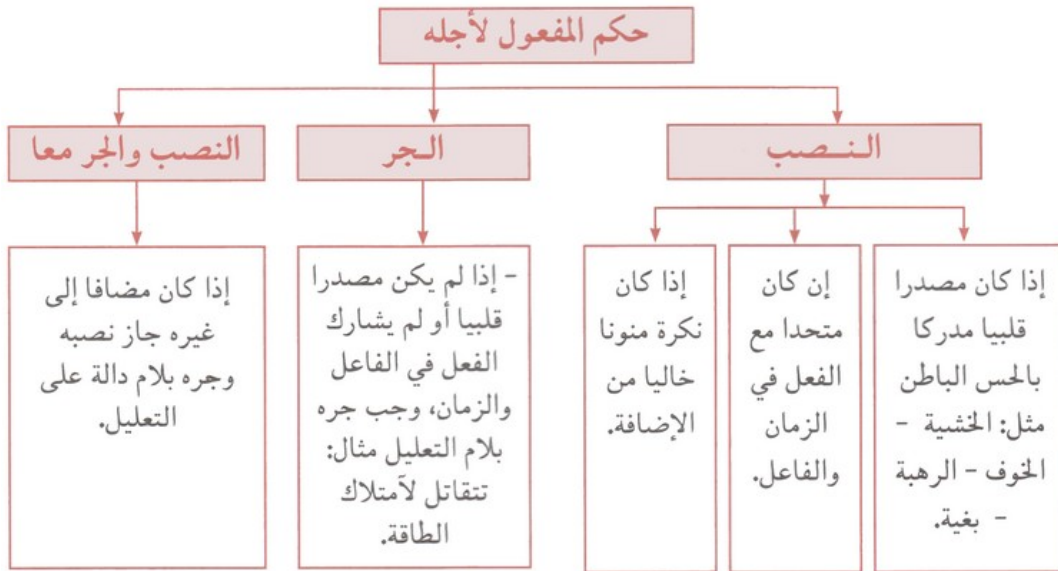 حكم المفعول لأجله
النصب
الجر
النصب والجر معا
إذا كان مصدرا
قلبيا مدركا
بالحس الباطن
مثل: الخشية -
الخوف - الرهبة
- بغية.
إن كان
متحدا مع
الفعل في
الزمان
والفاعل.
إذا كان
نكرة منونا
خاليا من
الإضافة.
- إذا لم يكن مصدرا
قلبيا أو لم يشارك
الفعل في الفاعل
والزمان، وجب جره
بلام التعليل مثال:
تتقاتل لآمتلاك
الطاقة.
إذا كان مضافا إلى
غيره جاز نصبه
وجره بلام دالة على
التعليل.